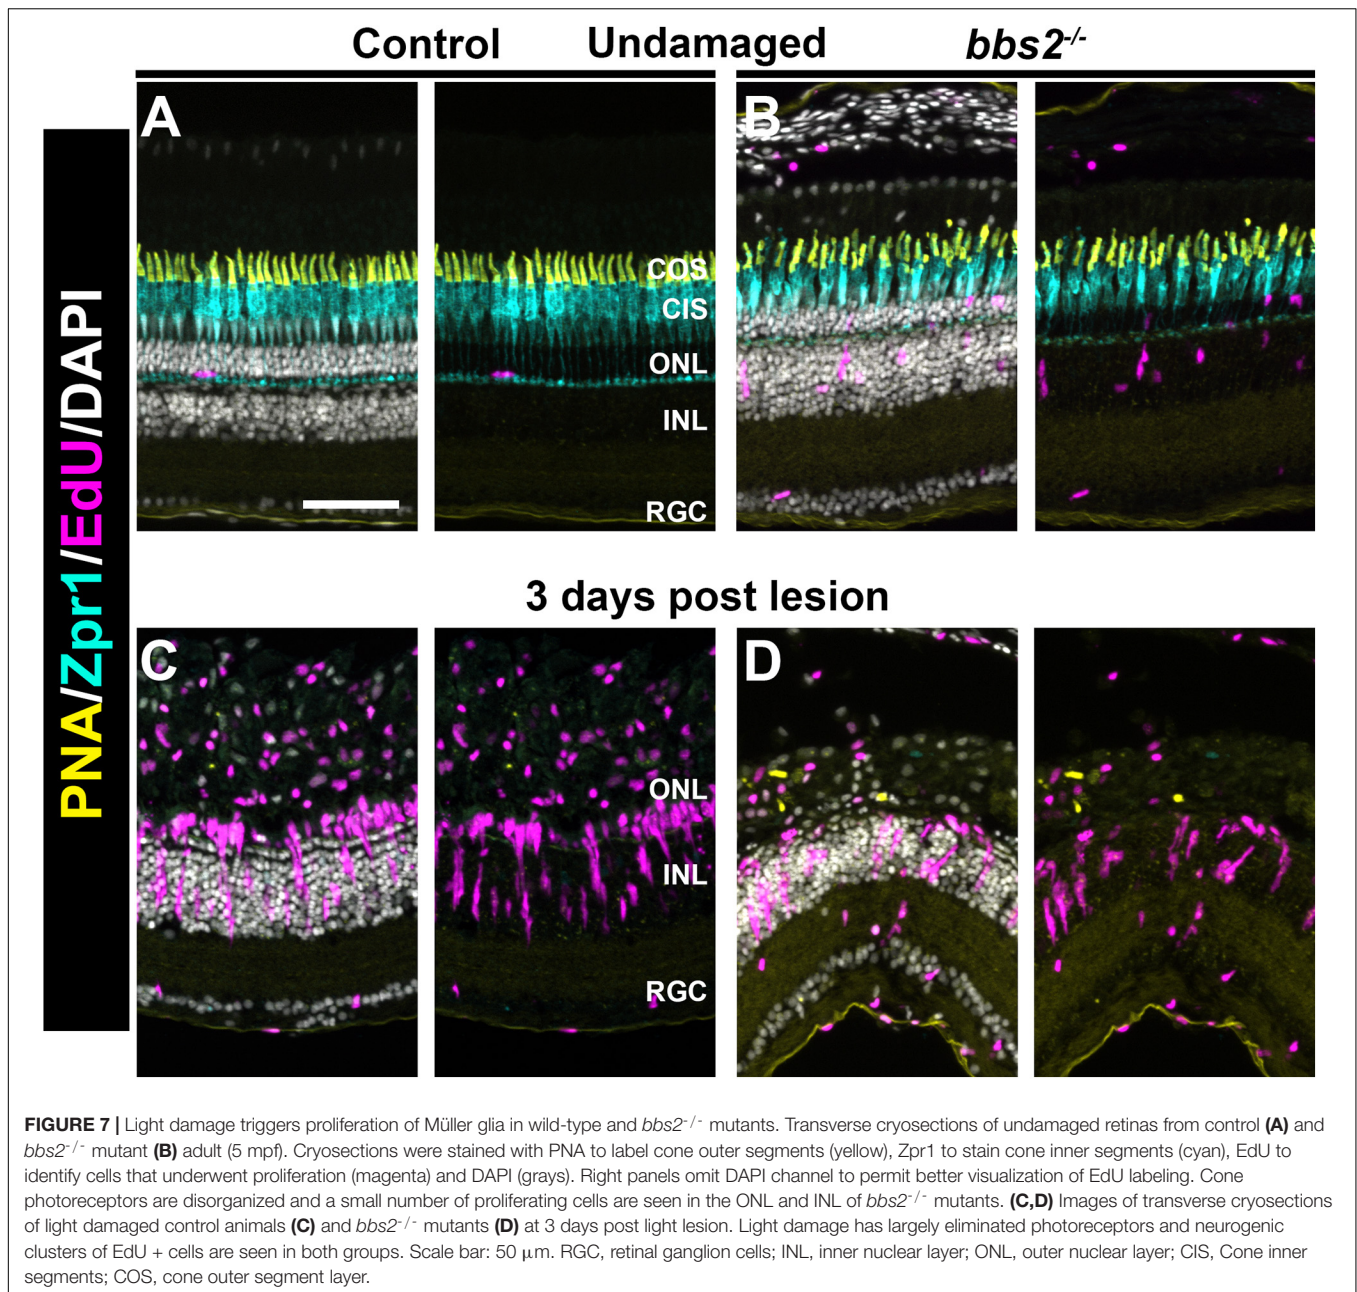 Control Undamaged bbs2-/-
PNA/Zpr1/EdU/DAPI
A
B
COS
CIS
ONL
INL
RGC
3 days post lesion
C
D
ONL
INL
RGC
FIGURE 7 | Light damage triggers proliferation of Müller glia in wild-type and bbs2-/- mutants. Transverse cryosections of undamaged retinas from control (A) and
bbs2-/- mutant (B) adult (5 mpf). Cryosections were stained with PNA to label cone outer segments (yellow), Zpr1 to stain cone inner segments (cyan), EdU to
identify cells that underwent proliferation (magenta) and DAPI (grays). Right panels omit DAPI channel to permit better visualization of EdU labeling. Cone
photoreceptors are disorganized and a small number of proliferating cells are seen in the ONL and INL of bbs2-/- mutants. (C,D) Images of transverse cryosections
of light damaged control animals (C) and bbs2-/- mutants (D) at 3 days post light lesion. Light damage has largely eliminated photoreceptors and neurogenic
clusters of EdU + cells are seen in both groups. Scale bar: 50 μm. RGC, retinal ganglion cells; INL, inner nuclear layer; ONL, outer nuclear layer; CIS, Cone inner
segments; COS, cone outer segment layer.